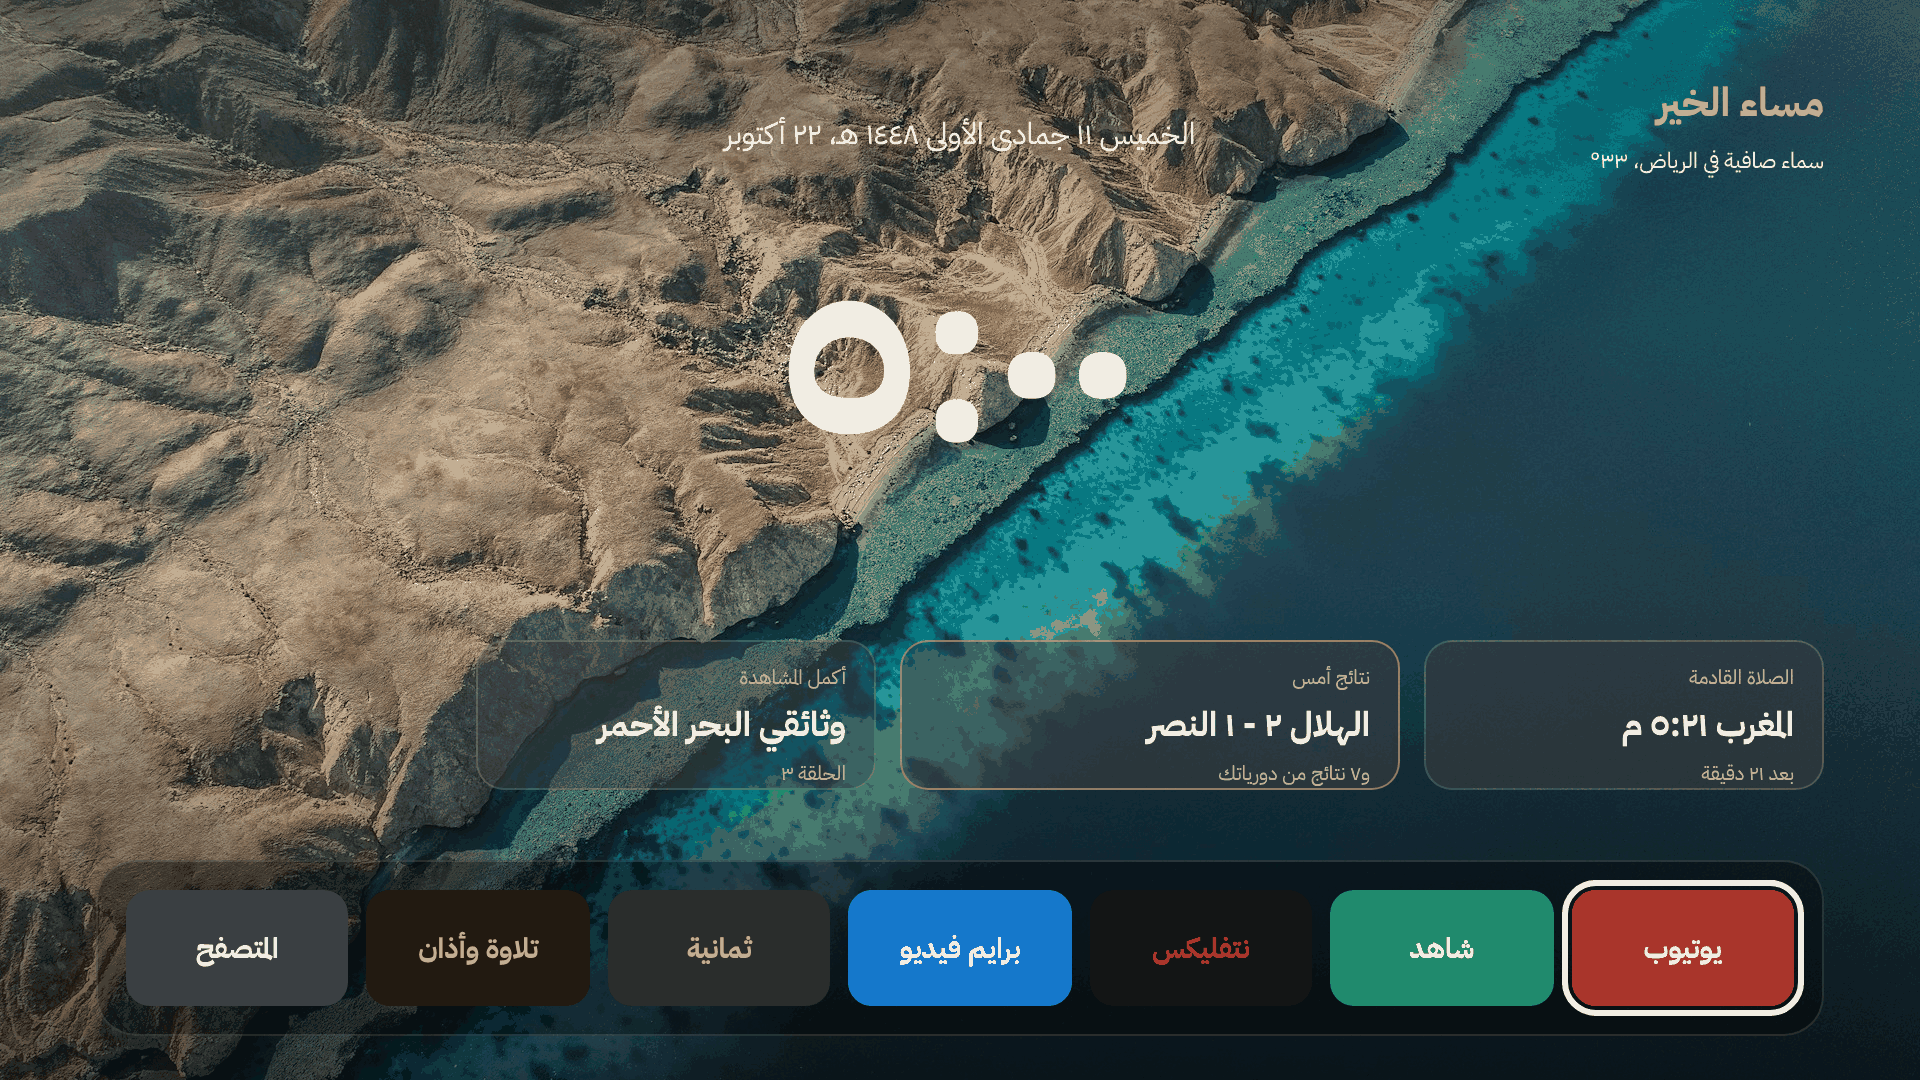 مساء الخير
سماء صافية في الرياض، ٣٣°
الخميس ١١ جمادى الأولى ١٤٤٨ هـ، ٢٢ أكتوبر
٥:٠٠
الصلاة القادمة
المغرب ٥:٢١ م
بعد ٢١ دقيقة
نتائج أمس
الهلال ٢ - ١ النصر
و٧ نتائج من دورياتك
أكمل المشاهدة
وثائقي البحر الأحمر
الحلقة ٣
يوتيوب
شاهد
نتفليكس
برايم فيديو
ثمانية
تلاوة وأذان
المتصفح